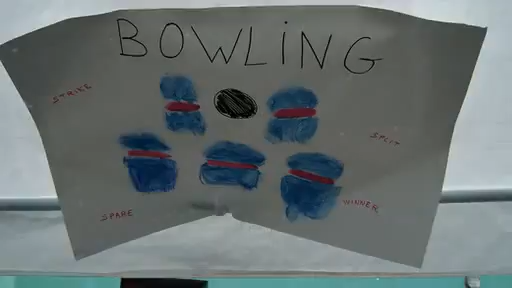 BOWLiNG
STRIKE
SPLIT
SPARE
WINNER